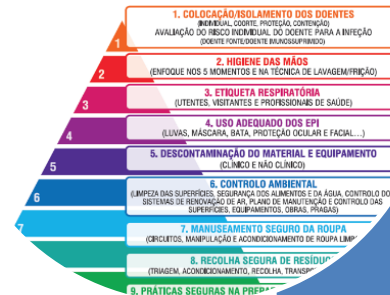 1. COLOCAÇÃO/ISOLAMENTO DOS DOENTES
(INDIVIDUAL, COORTE, PROTEÇÃO, CONTENÇÃO)
AVALIAÇÃO DO RISCO INDIVIDUAL DO DOENTE PARA A INFEÇÃO
(DOENTE FONTE/DOENTE IMUNOSSUPRIMIDO)
1
2. HIGIENE DAS MÃOS
(ENFOQUE NOS 5 MOMENTOS E NA TÉCNICA DE LAVAGEM/FRIÇÃO)
2
3. ETIQUETA RESPIRATÓRIA
(UTENTES, VISITANTES E PROFISSIONAIS DE SAÚDE)
3
4. USO ADEQUADO DOS EPI
(LUVAS, MÁSCARA, BATA, PROTEÇÃO OCULAR E FACIAL...)
4
5. DESCONTAMINAÇÃO DO MATERIAL E EQUIPAMENTO
(CLÍNICO E NÃO CLÍNICO)
5
6. CONTROLO AMBIENTAL
(LIMPEZA DAS SUPERFÍCIES, SEGURANÇA DOS ALIMENTOS E DA ÁGUA, CONTROLO DO
SISTEMAS DE RENOVAÇÃO DE AR, PLANO DE MANUTENÇÃO E CONTROLO DAS
SUPERFÍCIES, EQUIPAMENTOS, OBRAS, PRAGAS)
6
7. MANUSEAMENTO SEGURO DA ROUPA
(CIRCUITOS, MANIPULAÇÃO E ACONDICIONAMENTO DE ROUPA
7
8. RECOLHA SEGURA DE
(TRIAGEM, ACONDICIONAMENTO, RECOLHA,
9. PRÁTICAS SEGURAS NA